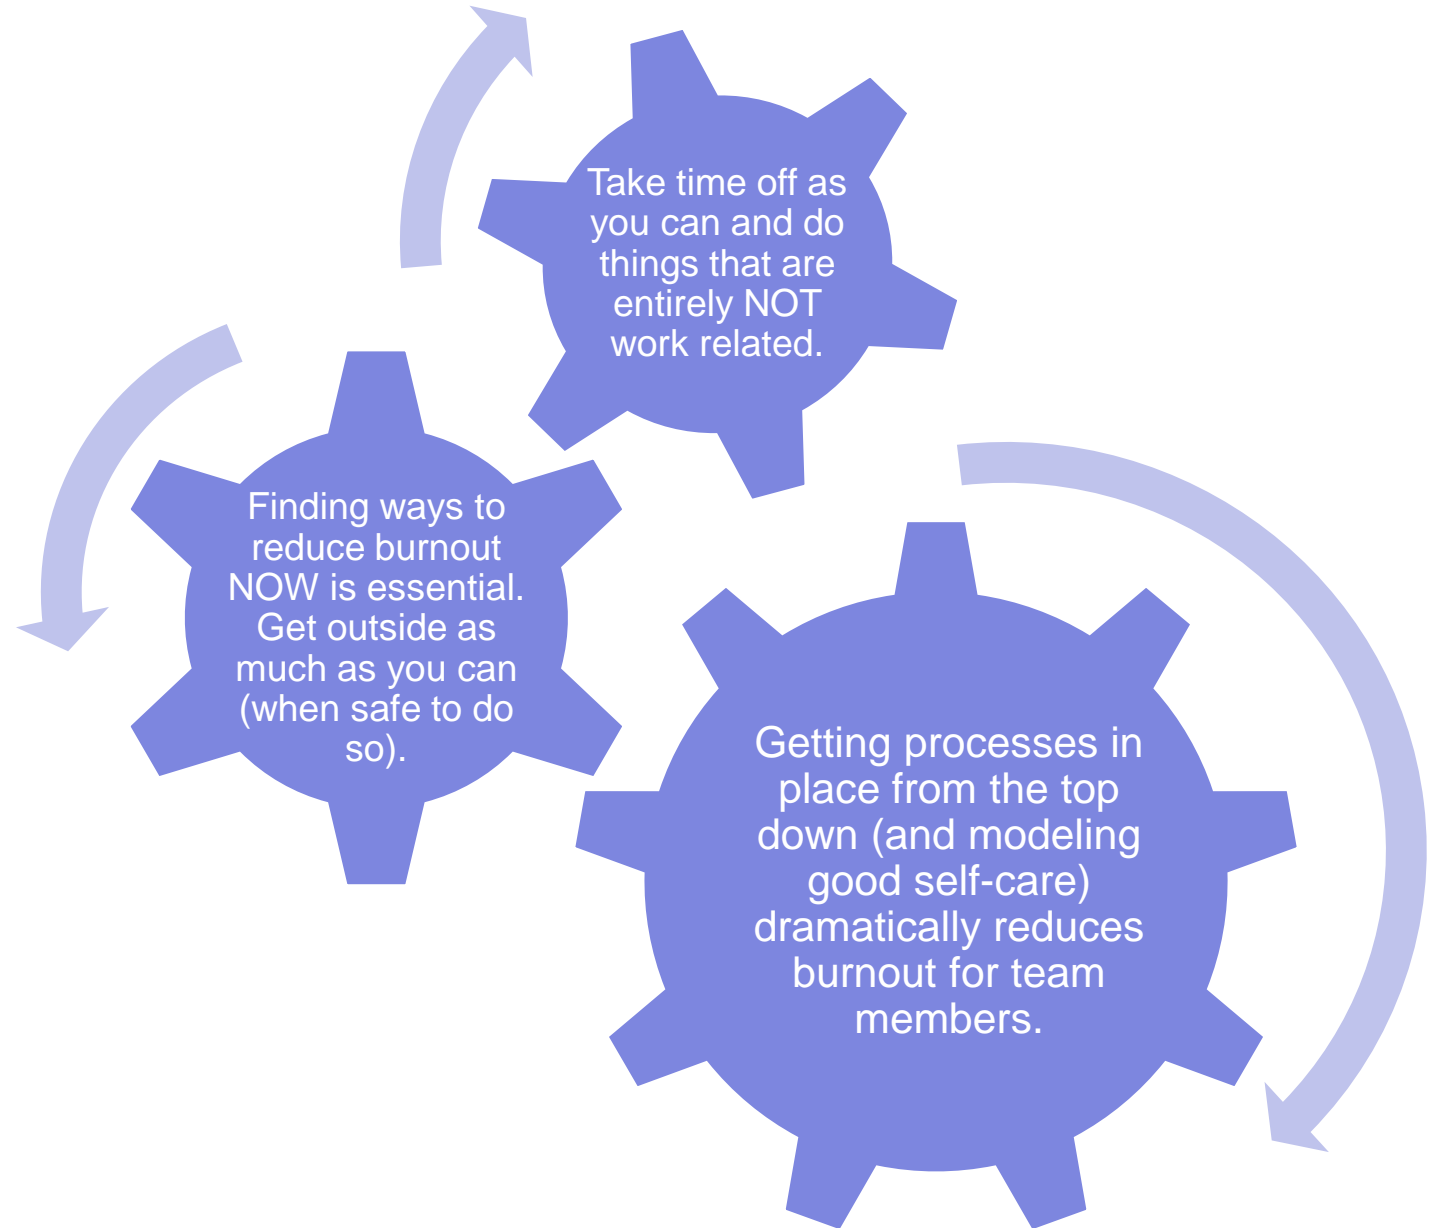 Take time off as
you can and do
things that are
entirely NOT
work related.
Finding ways to
reduce burnout
NOW is essential.
Get outside as
much as you can
(when safe to do
so).
Getting processes in
place from the top
down (and modeling
good self-care)
dramatically reduces
burnout for team
members.